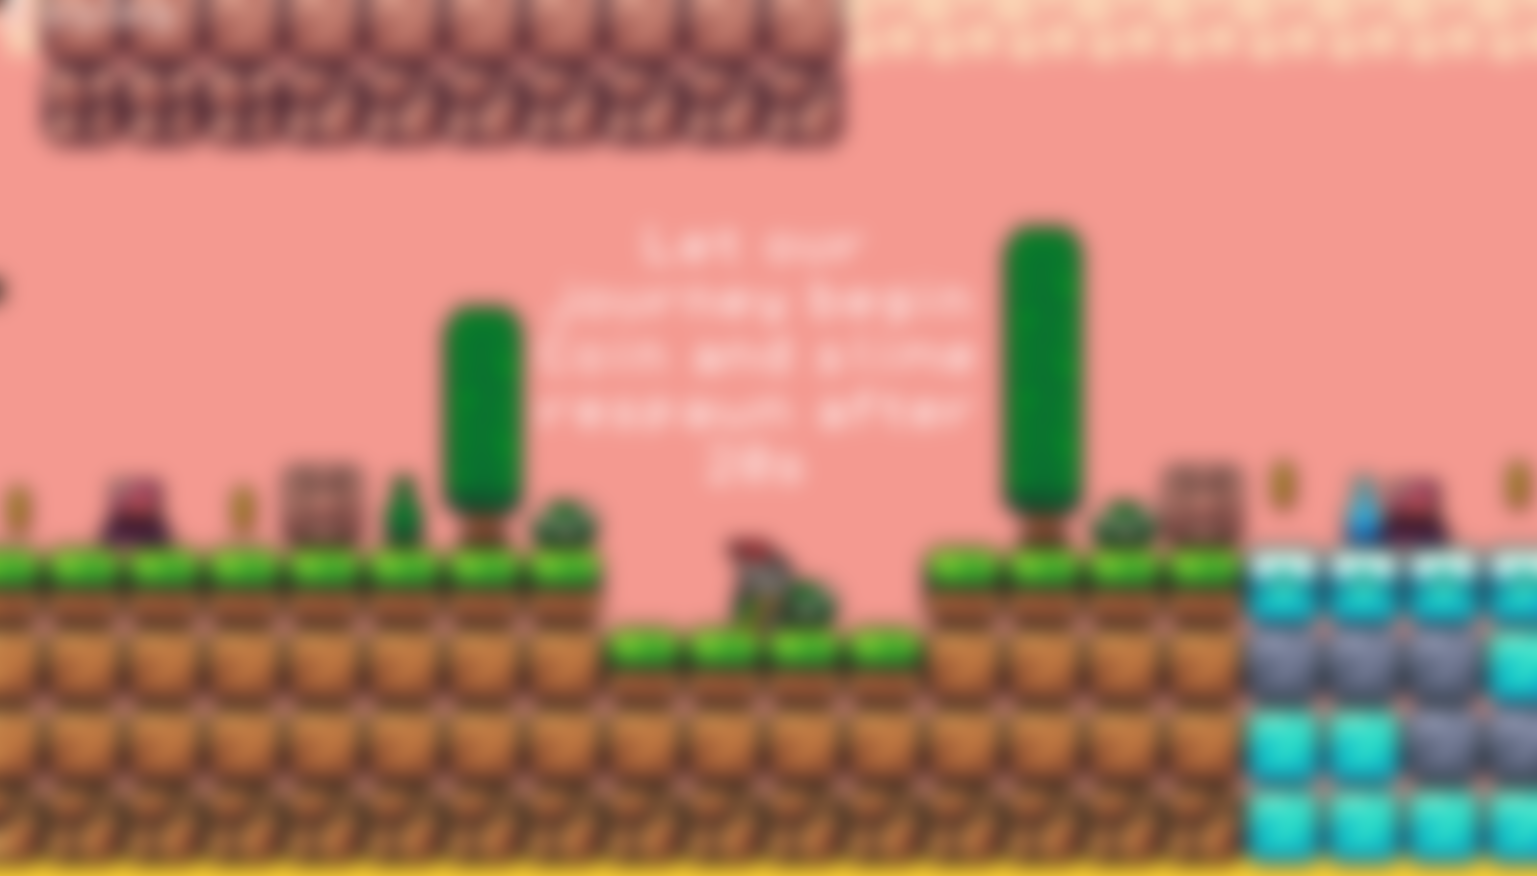 Let our
journey begin
Coin and slime
respawn after
20s